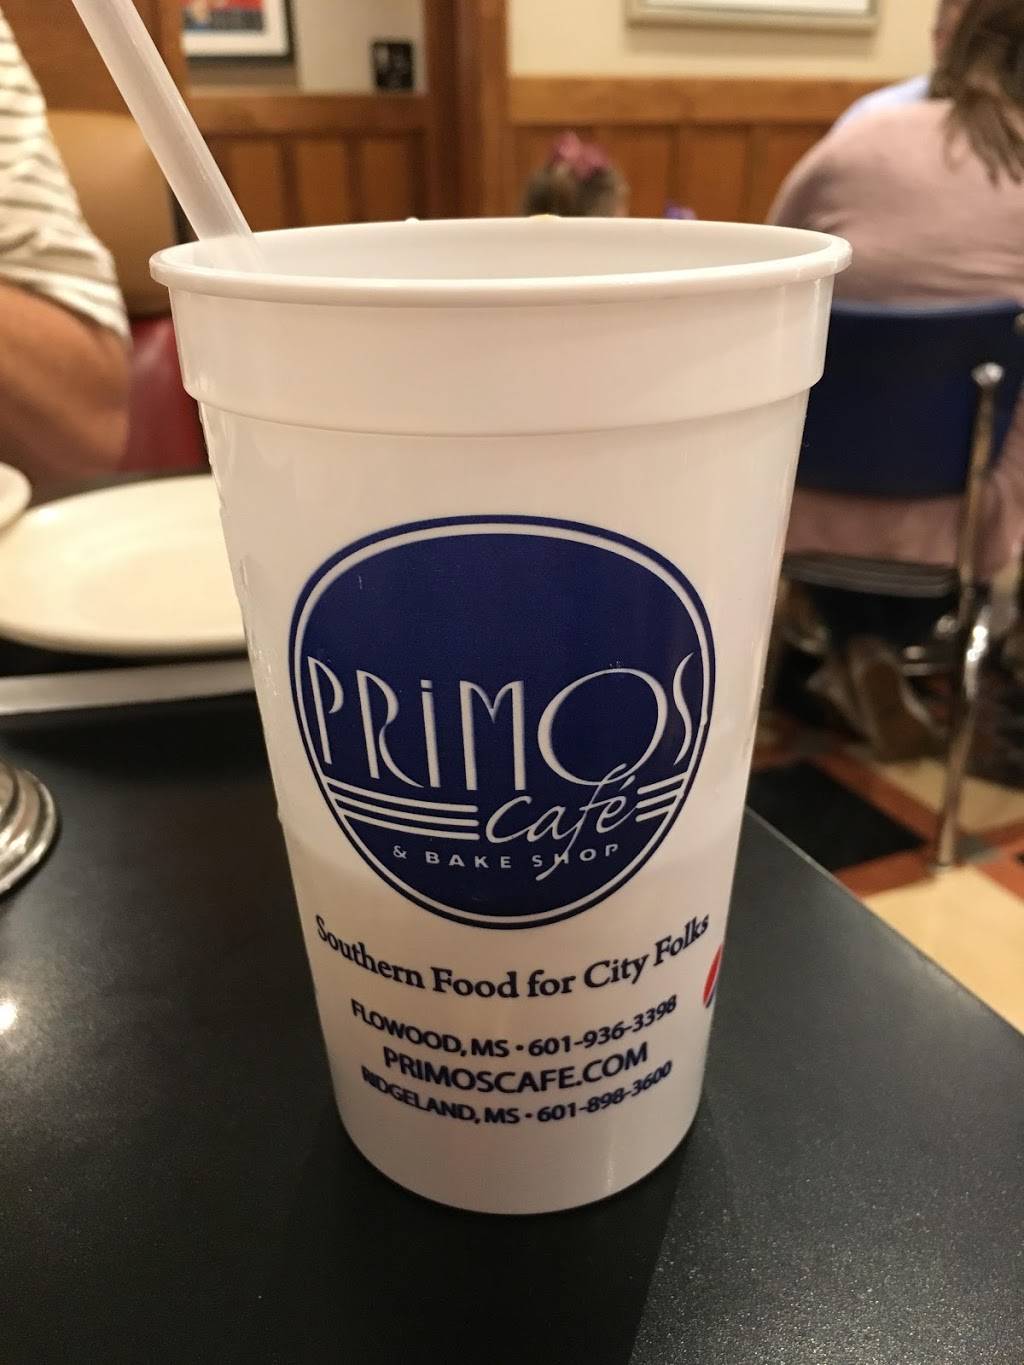 PRiMOS
Café
& BAKE SHOP
Southern Food for City Folks
FLOWOOD, MS • 601-936-3398
PRIMOSCAFE.COM
RIDGELAND, MS • 601-898-3600